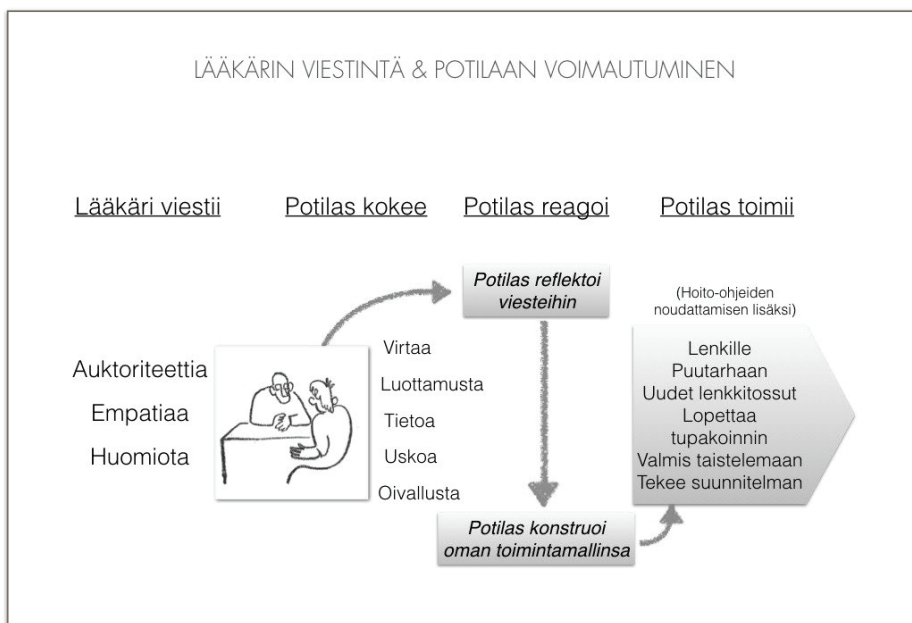 LÄÄKÄRIN VIESTINTÄ & POTILAAN VOIMAUTUMINEN
Lääkäri viestii
Potilas kokee
Potilas reagoi
Potilas toimii
Auktoriteettia
Empatiaa
Huomiota
Virtaa
Luottamusta
Tietoa
Uskoa
Oivallusta
Potilas reflektoi
viesteihin
Potilas konstruoi
oman toimintamallinsa
(Hoito-ohjeiden
noudattamisen lisäksi)
Lenkille
Puutarhaan
Uudet lenkkitossut
Lopettaa
tupakoinnin
Valmis taistelemaan
Tekee suunnitelman